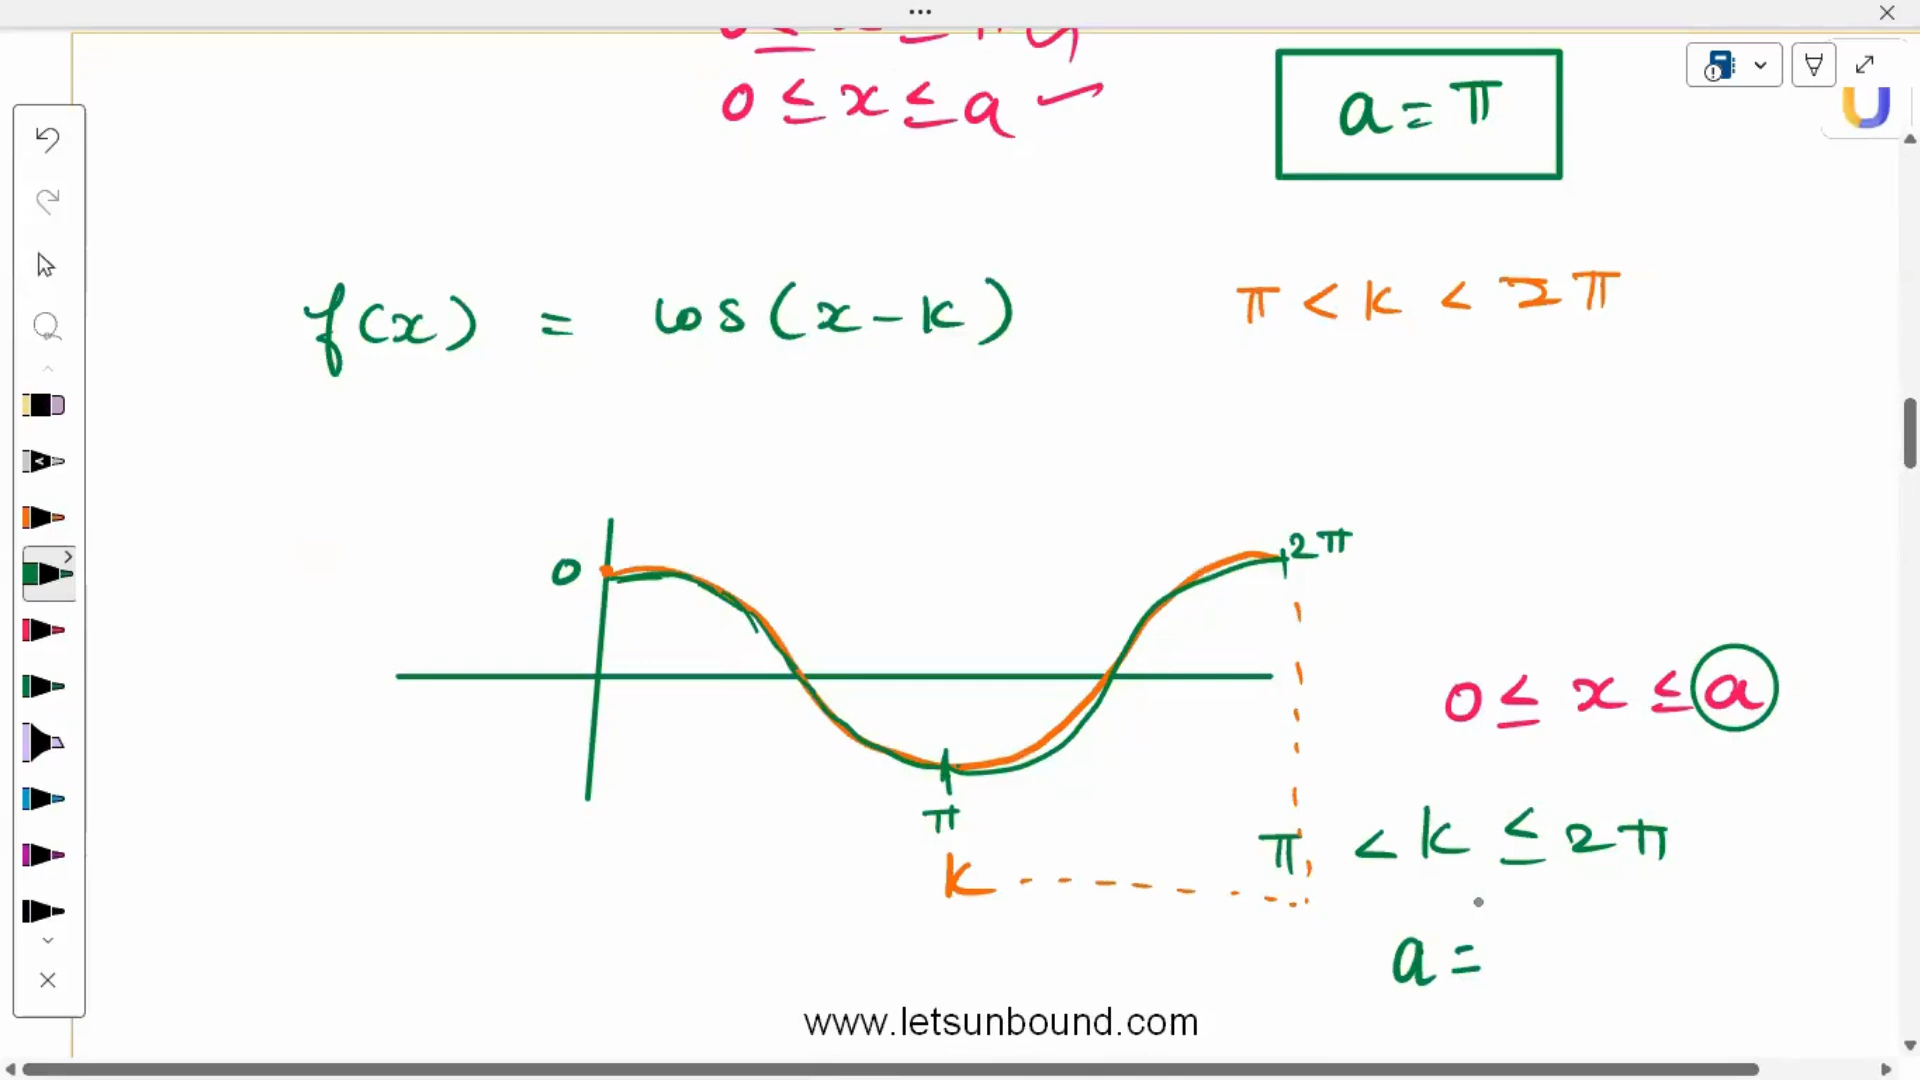 0 ≤ x ≤ a
a = π
f(x) = cos(x - k)
π < k < 2π
0
2π
0 ≤ x ≤ a
π
π < k ≤ 2π
k
a =
www.letsunbound.com